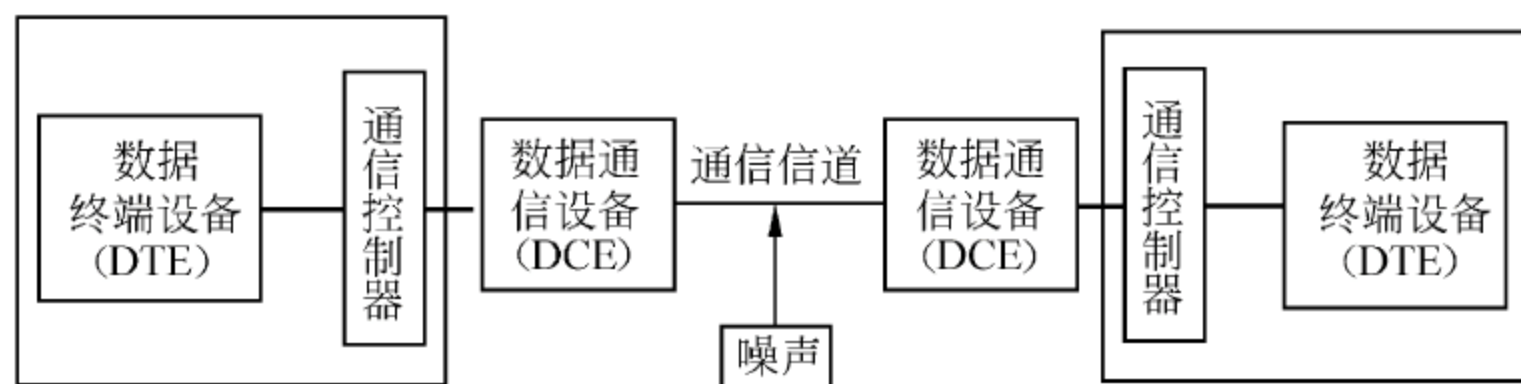 数据
终端设备
(DTE)
通信控制器
数据通
信设备
(DCE)
通信信道
噪声
数据通
信设备
(DCE)
通信控制器
数据
终端设备
(DTE)